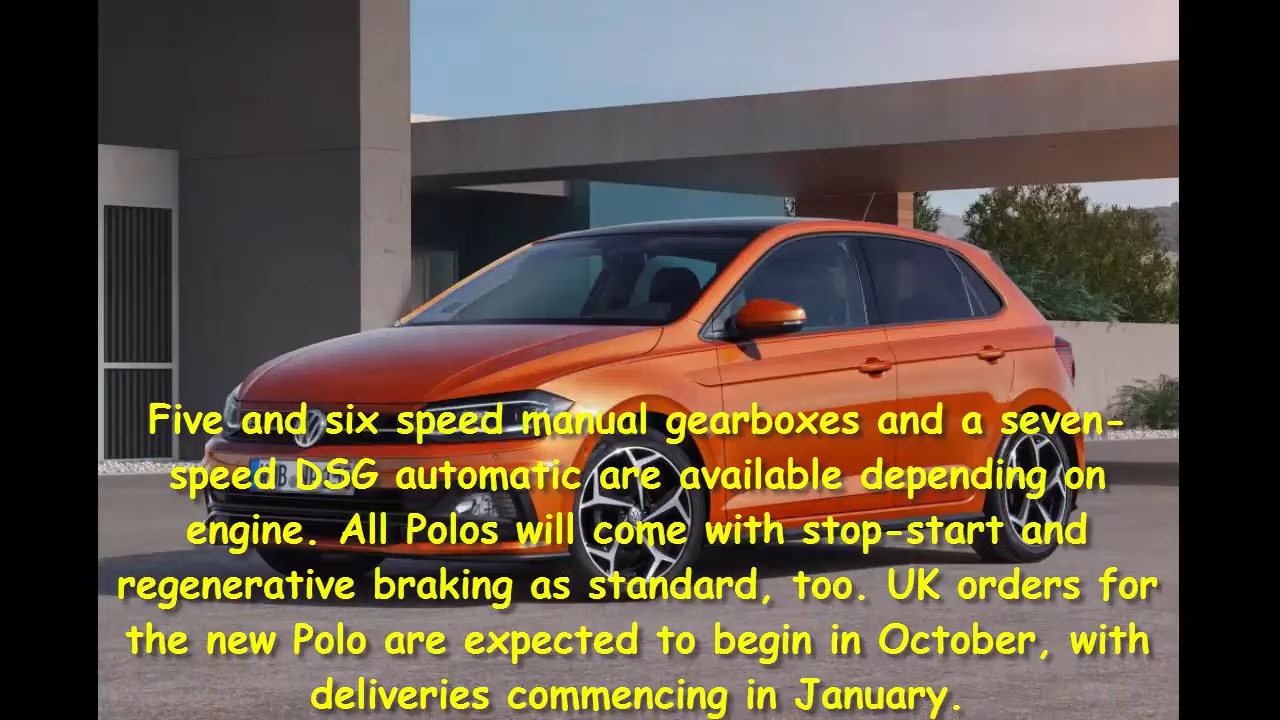 Five and six speed manual gearboxes and a seven-
speed DSG automatic are available depending on
engine. All Polos will come with stop-start and
regenerative braking as standard, too. UK orders for
the new Polo are expected to begin in October, with
deliveries commencing in January.